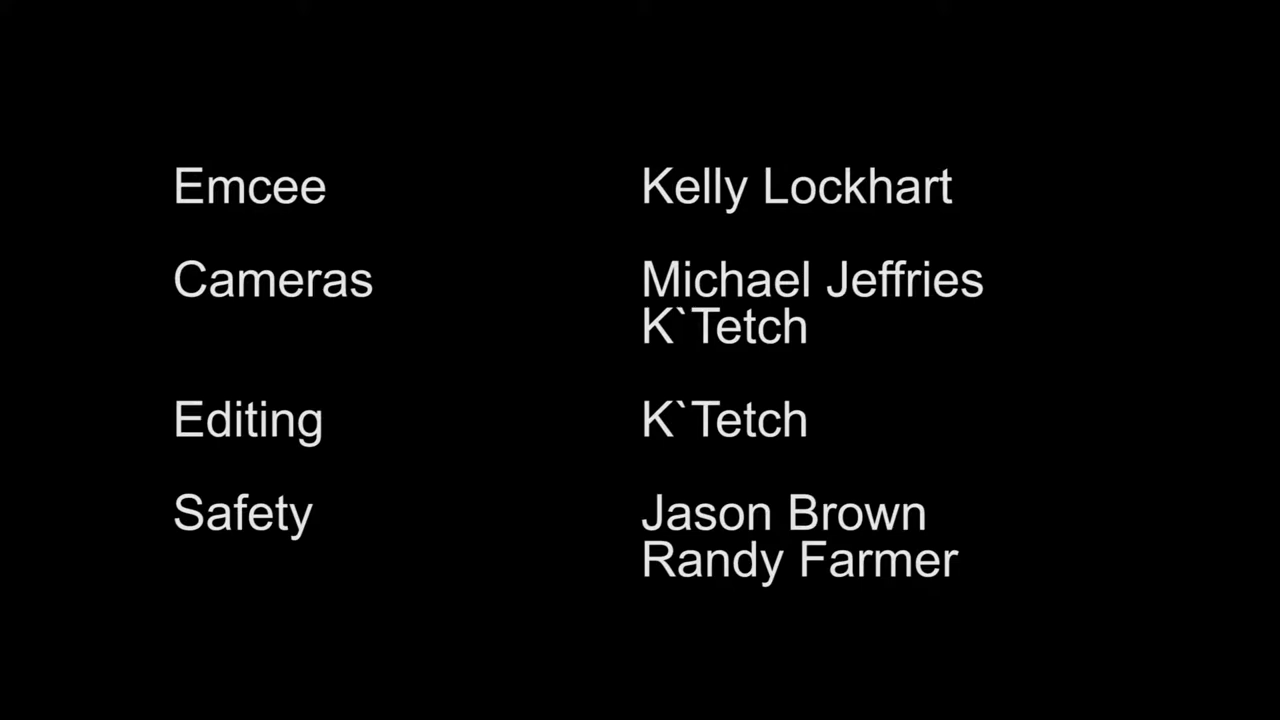 Emcee Kelly Lockhart
Cameras Michael Jeffries
K`Tetch
Editing K`Tetch
Safety Jason Brown
Randy Farmer